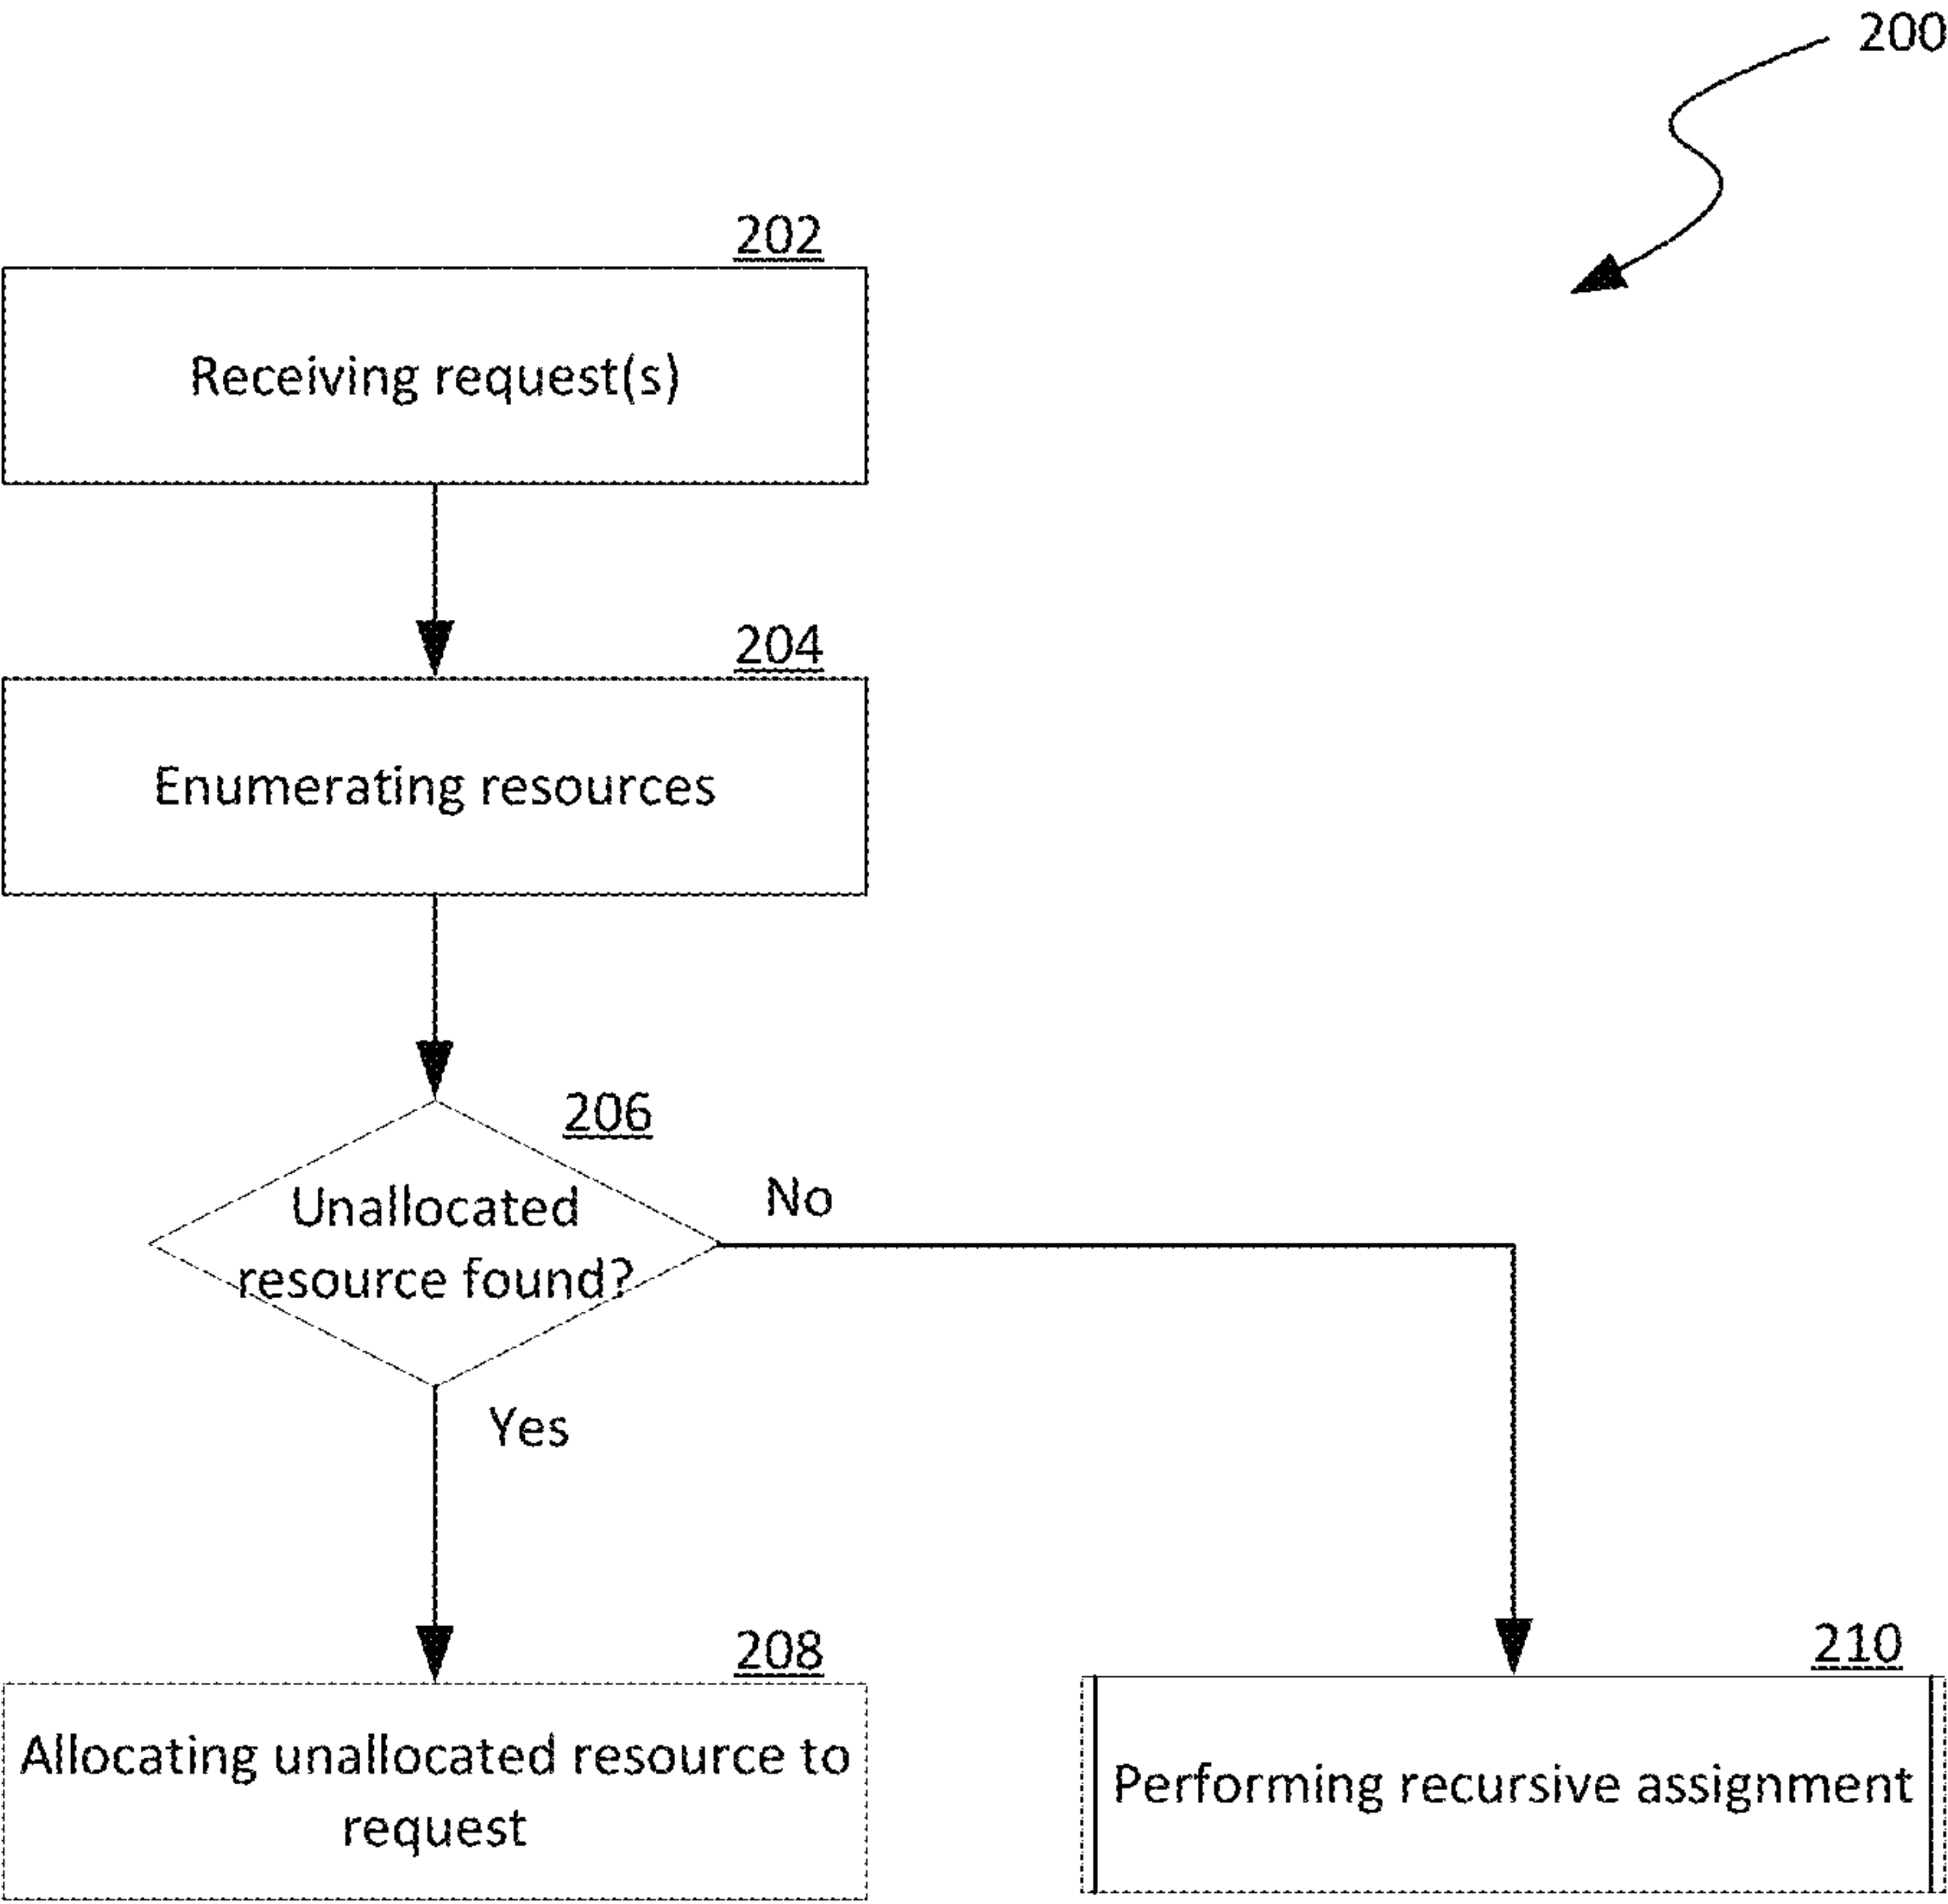 200
202
Receiving request(s)
204
Enumerating resources
206
Unallocated
resource found?
No
Yes
208
Allocating unallocated resource to
request
210
Performing recursive assignment